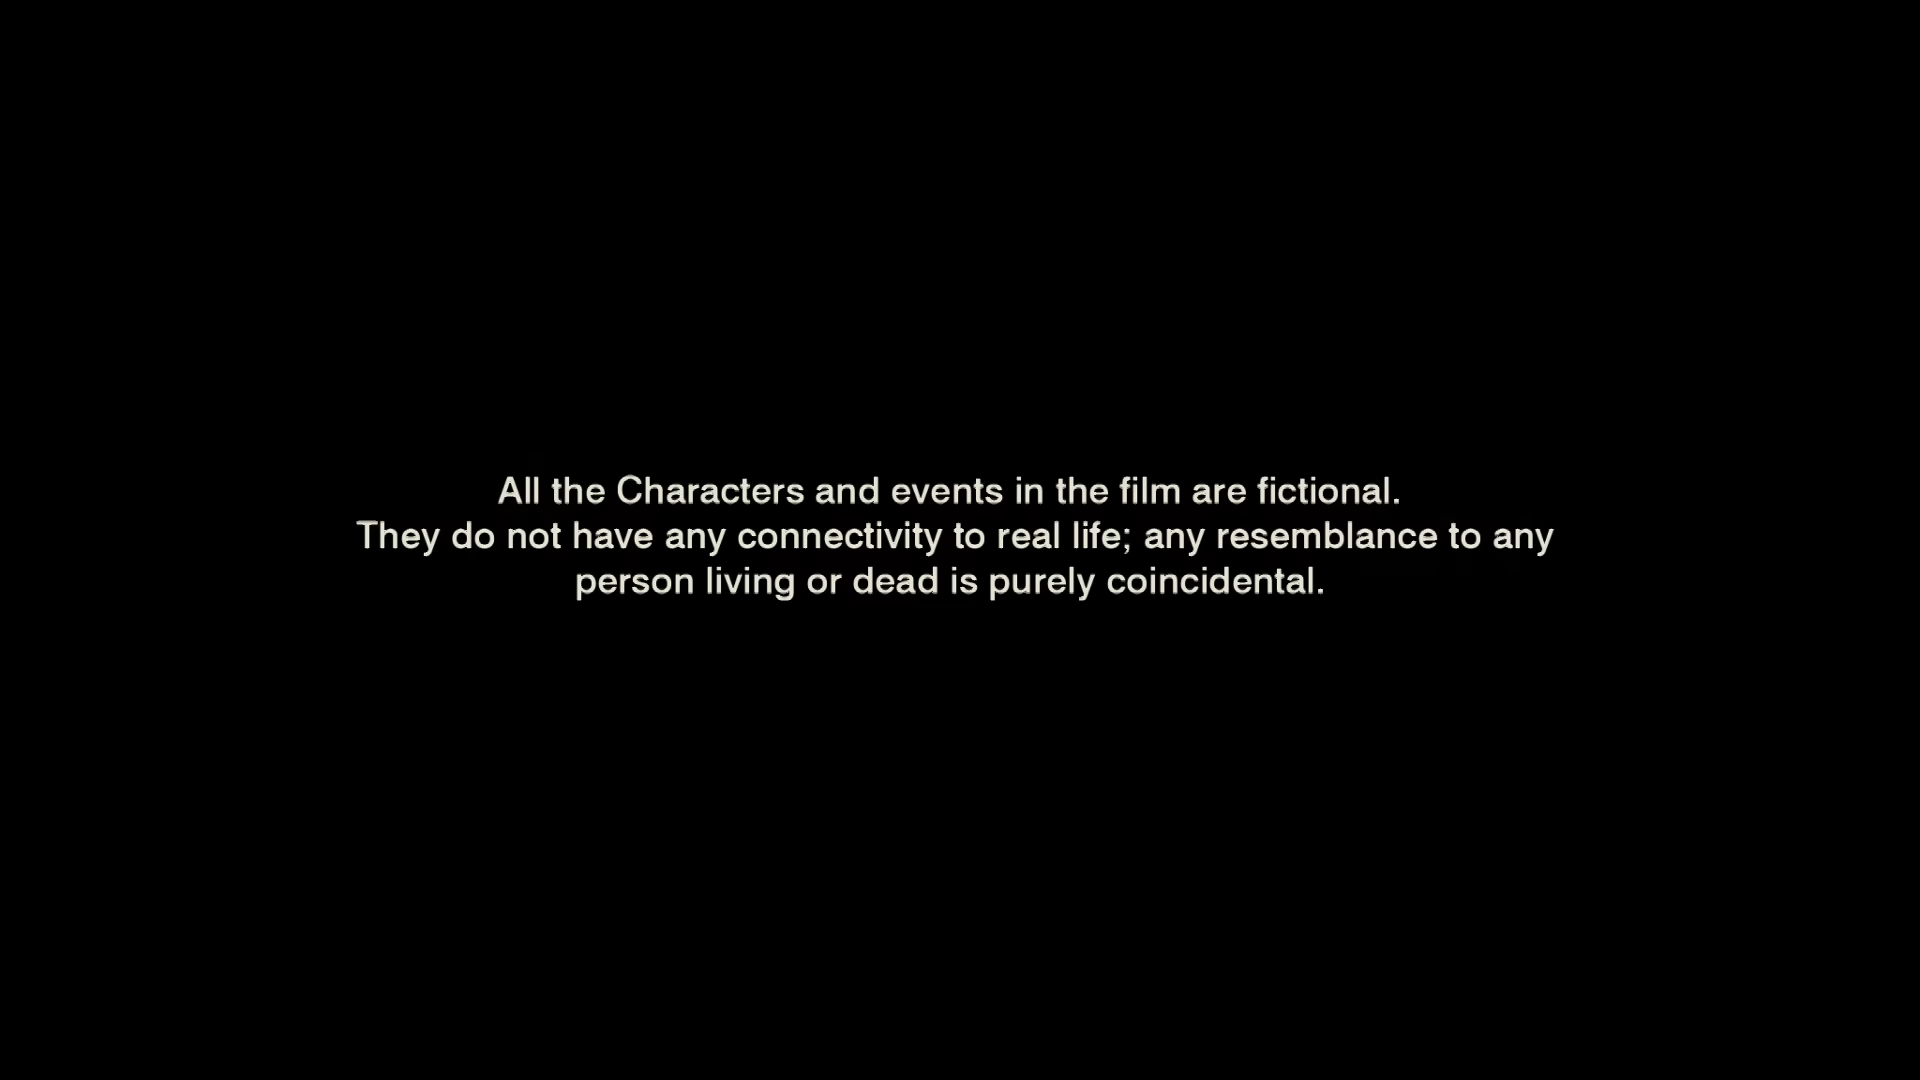 All the Characters and events in the film are fictional.
They do not have any connectivity to real life; any resemblance to any
person living or dead is purely coincidental.